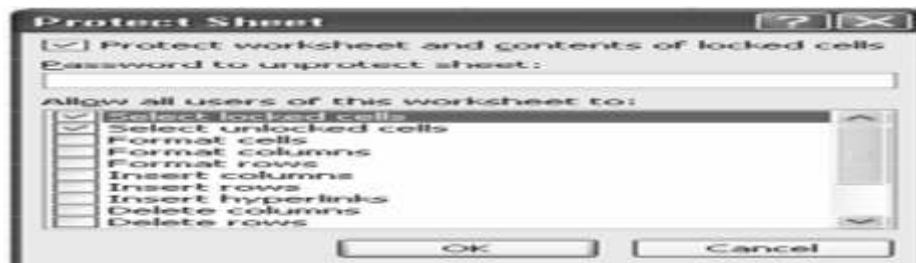 Protect Sheet
Protect worksheet and contents of locked cells
Password to unprotect sheet:
Allow all users of this worksheet to:
Select locked cells
Select unlocked cells
Format cells
Format columns
Format rows
Insert columns
Insert rows
Insert hyperlinks
Delete columns
Delete rows
OK Cancel